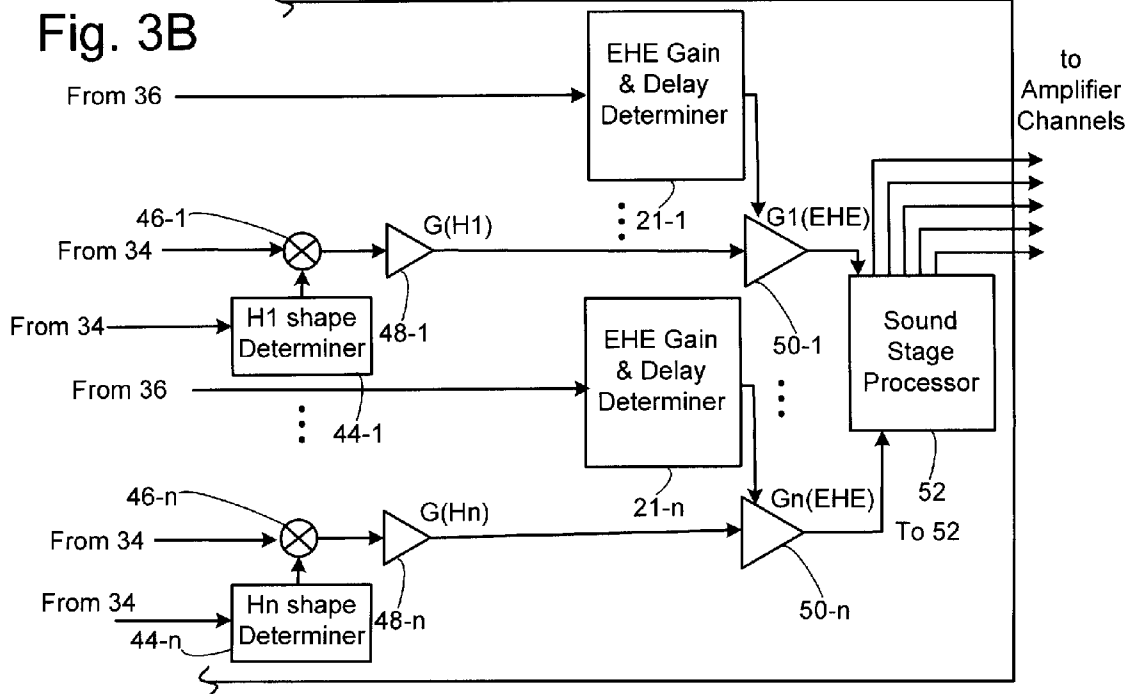 Fig. 3B
From 36
EHE Gain
& Delay
Determiner
to
Amplifier
Channels
21-1
46-1
From 34
G(H1)
G1(EHE)
From 34
H1 shape
Determiner
48-1
50-1
Sound
Stage
Processor
From 36
EHE Gain
& Delay
Determiner
44-1
46-n
From 34
G(Hn)
21-n
Gn(EHE)
52
To 52
From 34
44-n
Hn shape
Determiner
48-n
50-n